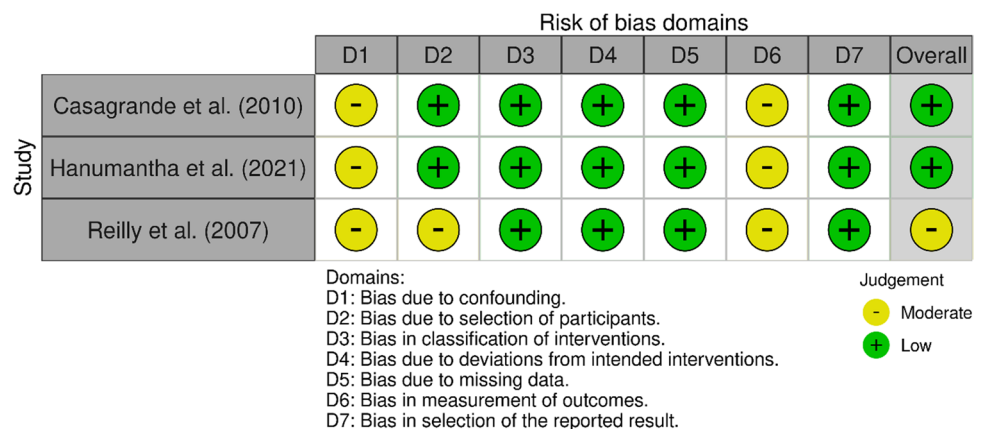 Risk of bias domains
D1 D2 D3 D4 D5 D6 D7 Overall
Study
Casagrande et al. (2010) - + + + + - + +
Hanumantha et al. (2021) - + + + + - + +
Reilly et al. (2007) - - + + + - + -
Domains:
D1: Bias due to confounding.
D2: Bias due to selection of participants.
D3: Bias in classification of interventions.
D4: Bias due to deviations from intended interventions.
D5: Bias due to missing data.
D6: Bias in measurement of outcomes.
D7: Bias in selection of the reported result.
Judgement
- Moderate
+ Low